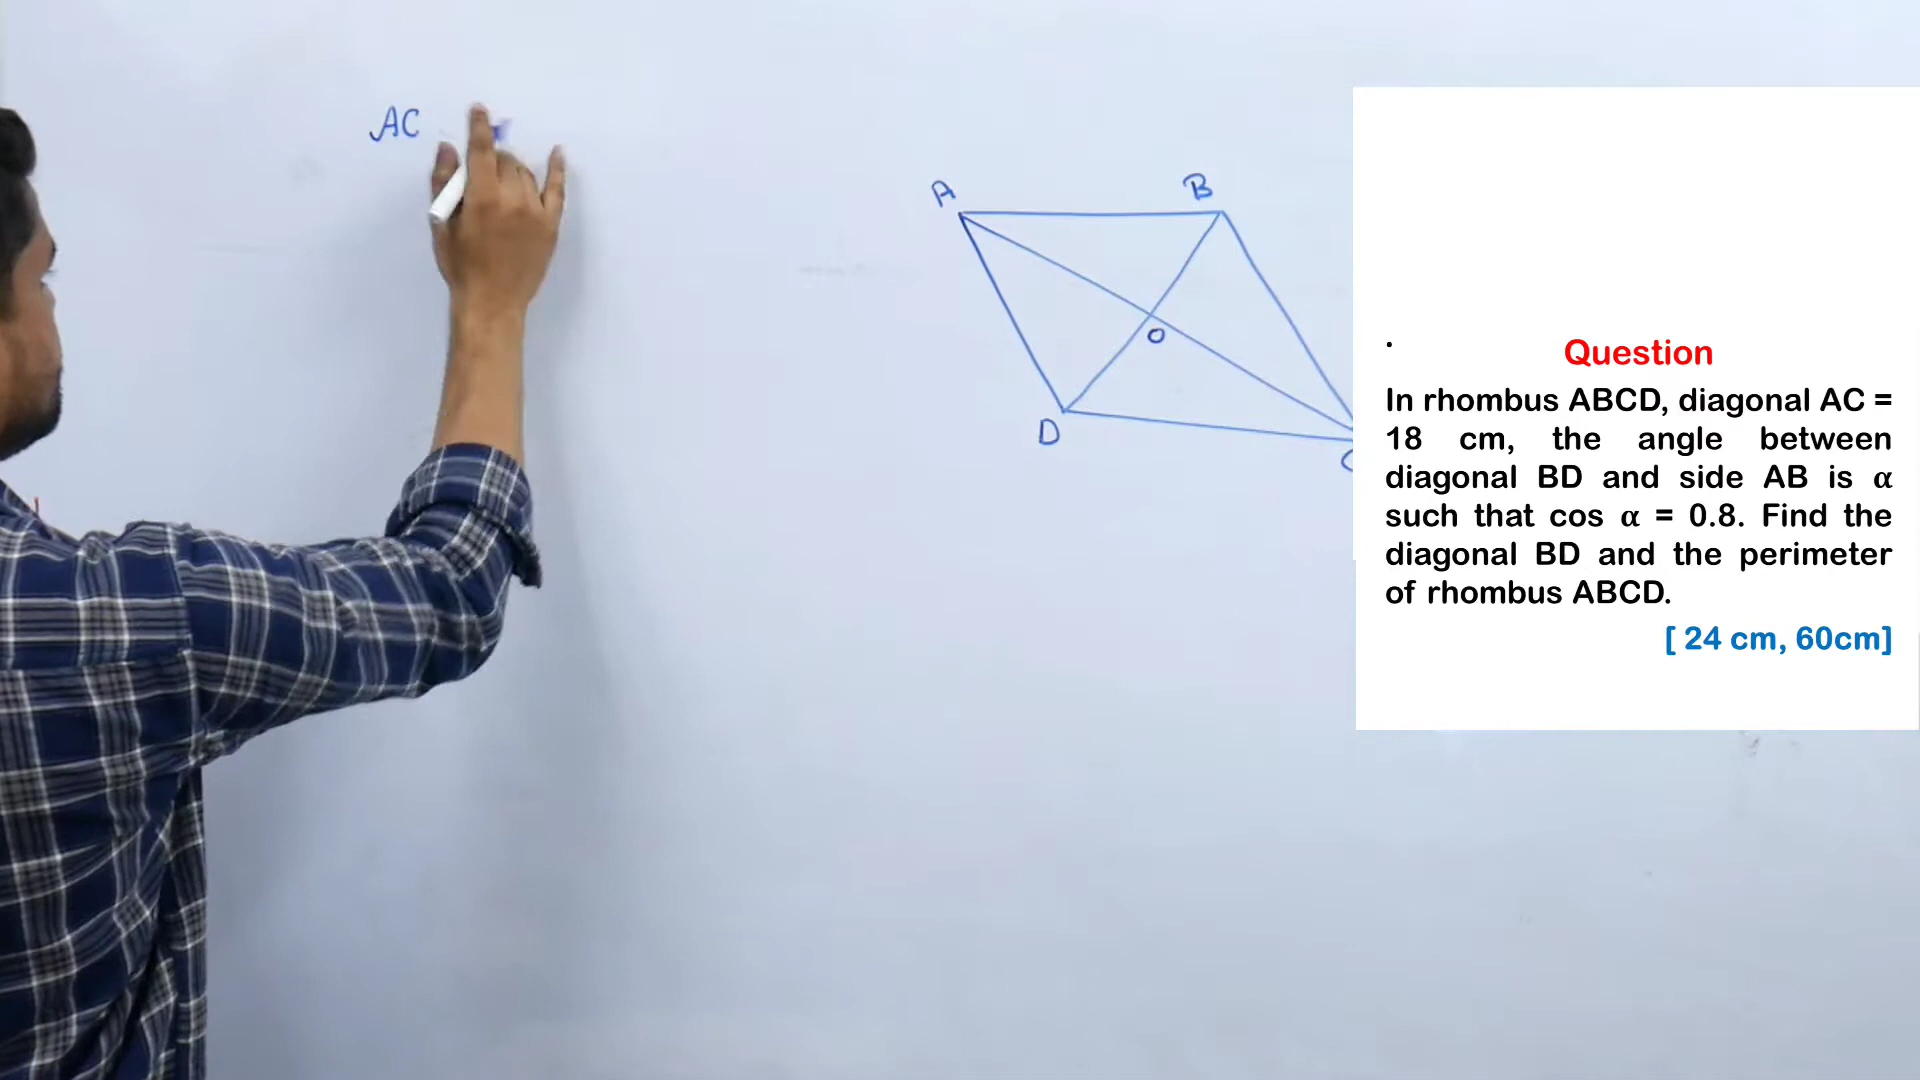 AC
A
B
O
D
C
.
Question
In rhombus ABCD, diagonal AC =
18 cm, the angle between
diagonal BD and side AB is α
such that cos α = 0.8. Find the
diagonal BD and the perimeter
of rhombus ABCD.
[ 24 cm, 60cm]